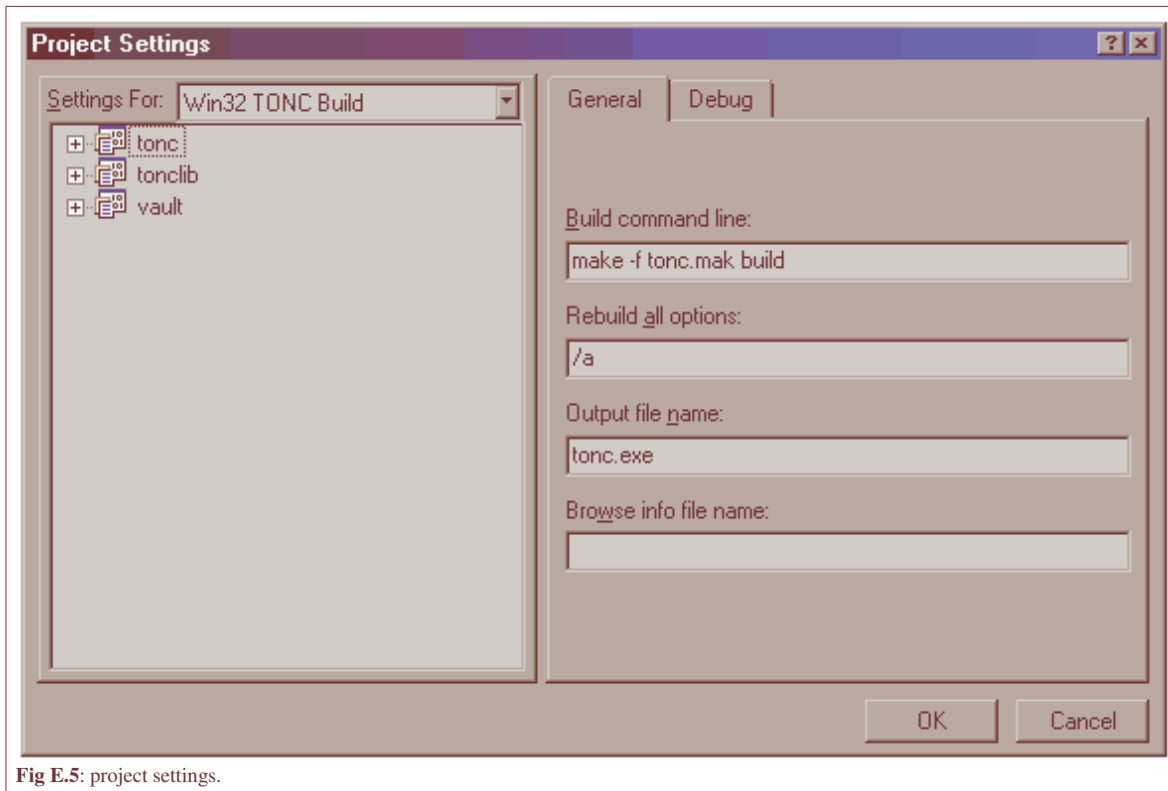 Project Settings
Settings For: Win32 TONC Build
tonc
tonclib
vault
General Debug
Build command line:
make -f tonc.mak build
Rebuild all options:
/a
Output file name:
tonc.exe
Browse info file name:
OK Cancel
Fig E.5: project settings.